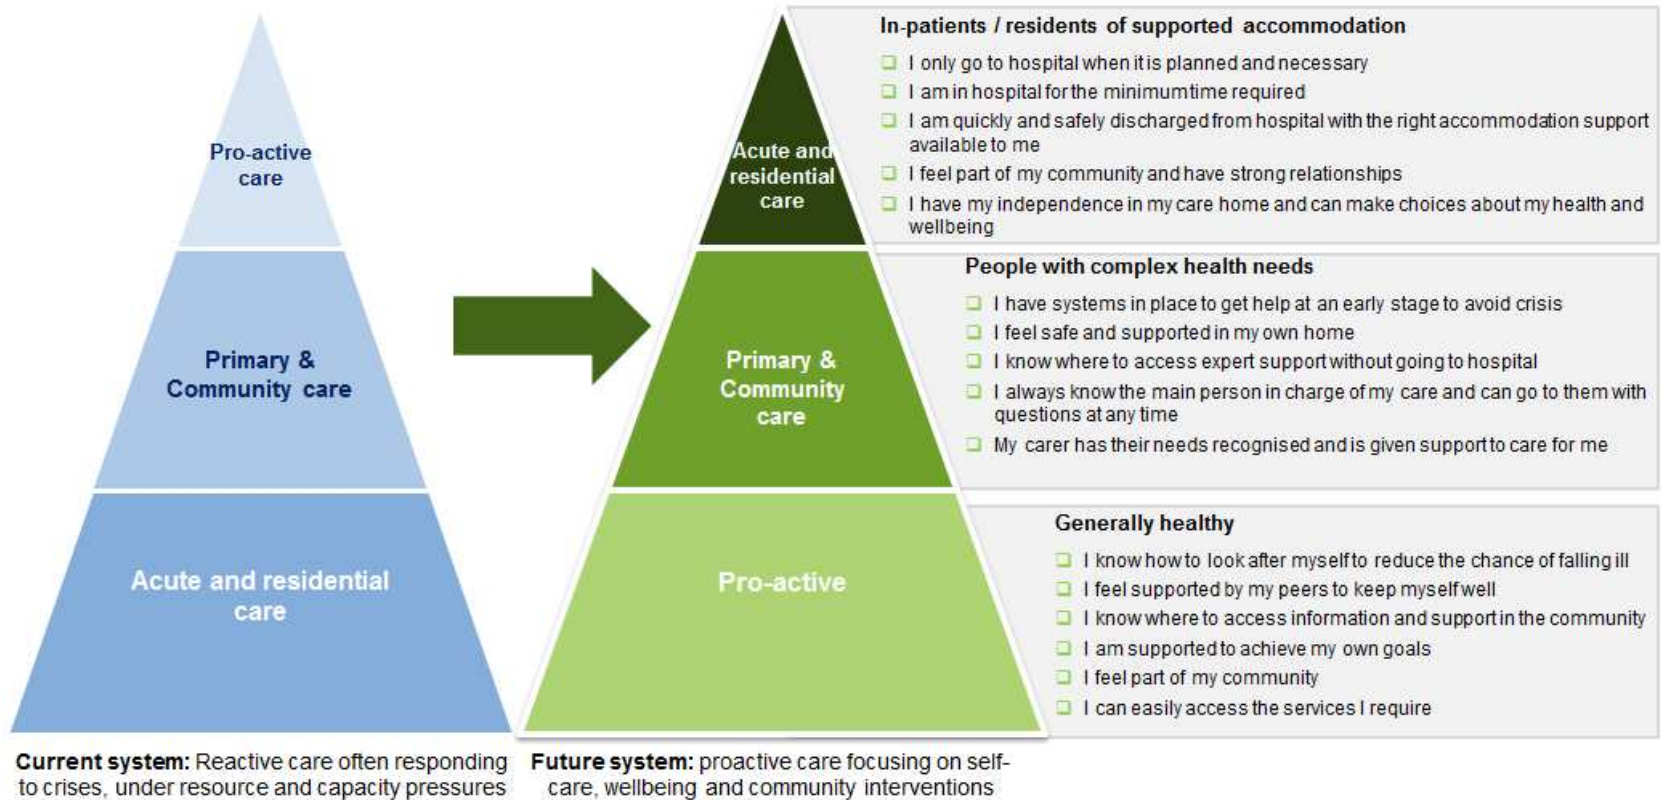 Pro-active
care
Primary &
Community care
Acute and residential
care
Current system: Reactive care often responding
to crises, under resource and capacity pressures
Acute and
residential
care
Primary &
Community
care
Pro-active
Future system: proactive care focusing on self-
care, wellbeing and community interventions
In-patients / residents of supported accommodation
I only go to hospital when it is planned and necessary
I am in hospital for the minimum time required
I am quickly and safely discharged from hospital with the right accommodation support
available to me
I feel part of my community and have strong relationships
I have my independence in my care home and can make choices about my health and
wellbeing
People with complex health needs
I have systems in place to get help at an early stage to avoid crisis
I feel safe and supported in my own home
I know where to access expert support without going to hospital
I always know the main person in charge of my care and can go to them with
questions at any time
My carer has their needs recognised and is given support to care for me
Generally healthy
I know how to look after myself to reduce the chance of falling ill
I feel supported by my peers to keep myself well
I know where to access information and support in the community
I am supported to achieve my own goals
I feel part of my community
I can easily access the services I require